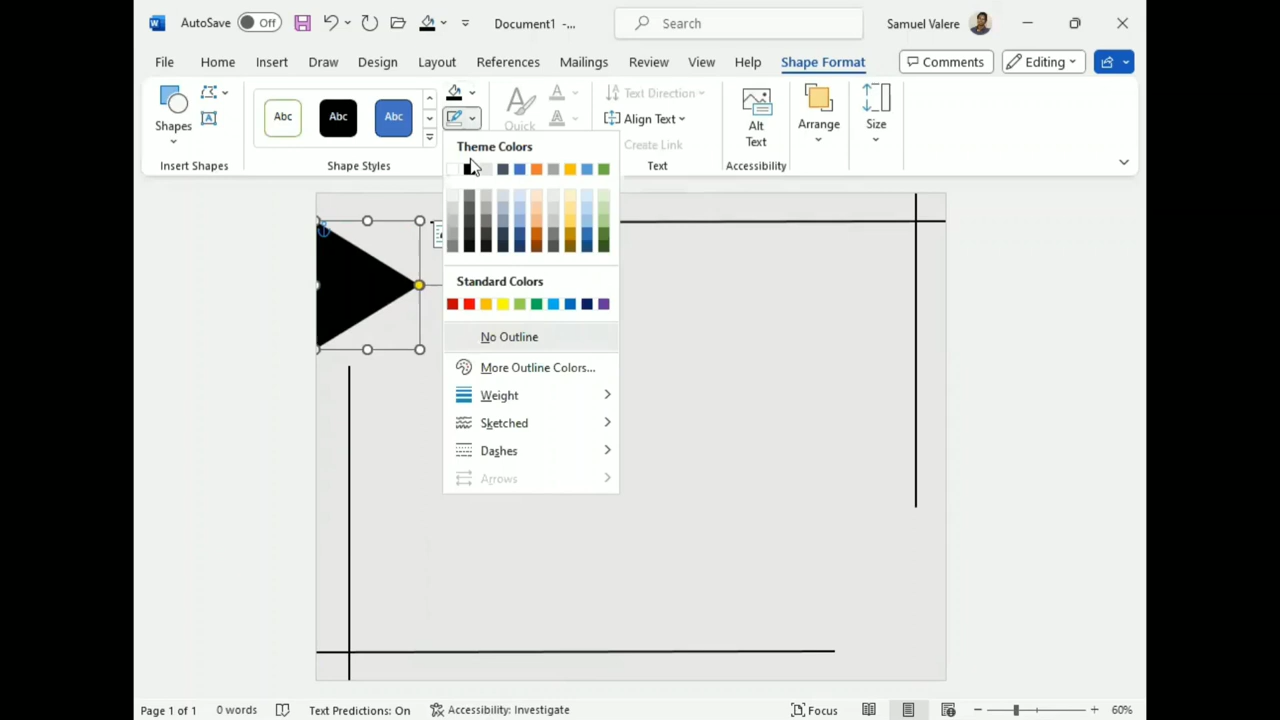 AutoSave Off Document1 -... Search Samuel Valere
File Home Insert Draw Design Layout References Mailings Review View Help Shape Format Comments Editing
Shapes
Abc Abc Abc
Quick
Text Direction
Align Text
Create Link
Alt
Text
Arrange
Size
Insert Shapes Shape Styles Text Accessibility
Theme Colors
Standard Colors
No Outline
More Outline Colors...
Weight
Sketched
Dashes
Arrows
Page 1 of 1 0 words Text Predictions: On Accessibility: Investigate Focus 60%